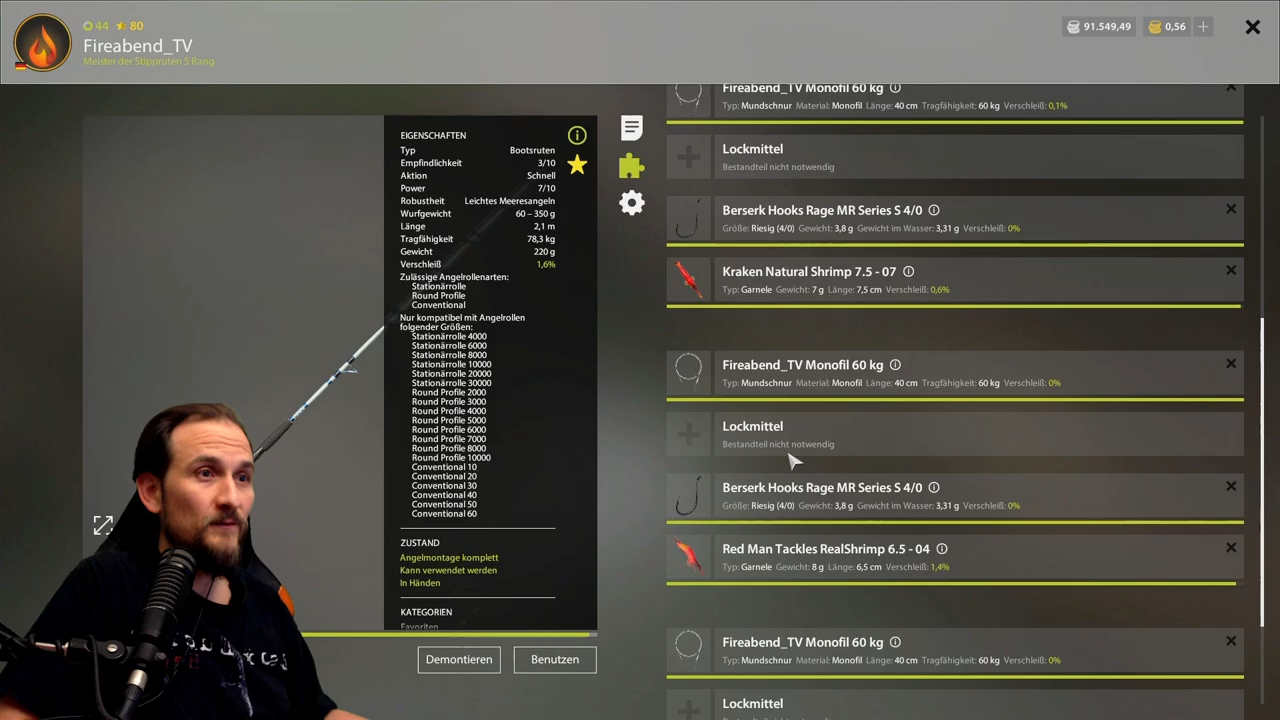 44 80
Fireabend_TV
Meister der Stippruten 5 Rang
91.549,49
0,56
EIGENSCHAFTEN
Typ Bootsruten
Empfindlichkeit 3/10
Aktion Schnell
Power 7/10
Robustheit Leichtes Meeresangeln
Wurfgewicht 60 – 350 g
Länge 2,1 m
Tragfähigkeit 78,3 kg
Gewicht 220 g
Verschleiß 1,6%
Zulässige Angelrollenarten:
Stationärrolle
Round Profile
Conventional
Nur kompatibel mit Angelrollen
folgender Größen:
Stationärrolle 4000
Stationärrolle 6000
Stationärrolle 8000
Stationärrolle 10000
Stationärrolle 20000
Stationärrolle 30000
Round Profile 2000
Round Profile 3000
Round Profile 4000
Round Profile 5000
Round Profile 6000
Round Profile 7000
Round Profile 8000
Round Profile 10000
Conventional 10
Conventional 20
Conventional 30
Conventional 40
Conventional 50
Conventional 60
ZUSTAND
Angelmontage komplett
Kann verwendet werden
In Händen
KATEGORIEN
Favoriten
Demontieren
Benutzen
Fireabend_TV Monofil 60 kg
Typ: Mundschnur Material: Monofil Länge: 40 cm Tragfähigkeit: 60 kg Verschleiß: 0,1%
Lockmittel
Bestandteil nicht notwendig
Berserk Hooks Rage MR Series S 4/0
Größe: Riesig (4/0) Gewicht: 3,8 g Gewicht im Wasser: 3,31 g Verschleiß: 0%
Kraken Natural Shrimp 7.5 - 07
Typ: Garnele Gewicht: 7 g Länge: 7,5 cm Verschleiß: 0,6%
Fireabend_TV Monofil 60 kg
Typ: Mundschnur Material: Monofil Länge: 40 cm Tragfähigkeit: 60 kg Verschleiß: 0%
Lockmittel
Bestandteil nicht notwendig
Berserk Hooks Rage MR Series S 4/0
Größe: Riesig (4/0) Gewicht: 3,8 g Gewicht im Wasser: 3,31 g Verschleiß: 0%
Red Man Tackles RealShrimp 6.5 - 04
Typ: Garnele Gewicht: 8 g Länge: 6,5 cm Verschleiß: 1,4%
Fireabend_TV Monofil 60 kg
Typ: Mundschnur Material: Monofil Länge: 40 cm Tragfähigkeit: 60 kg Verschleiß: 0%
Lockmittel